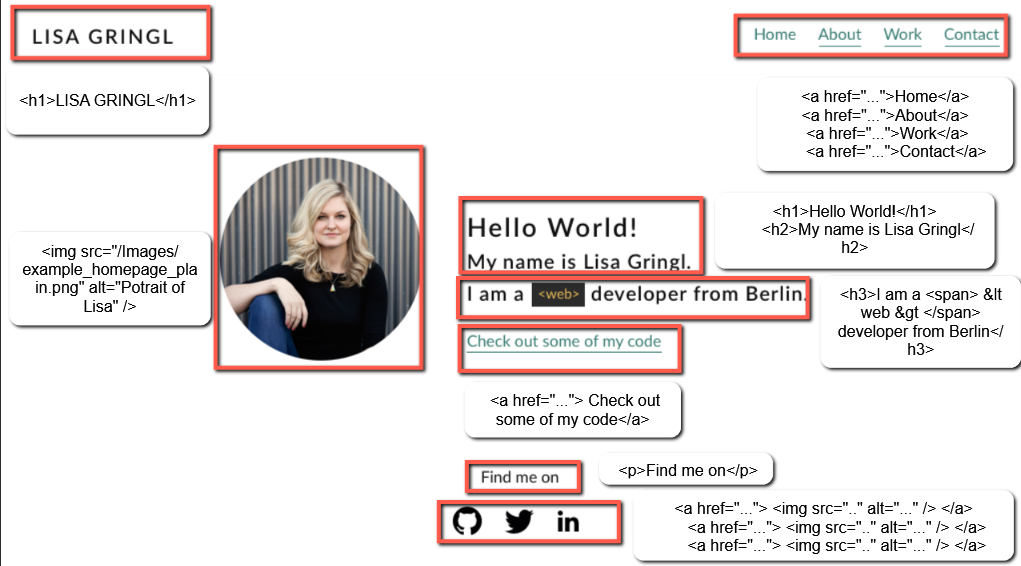 LISA GRINGL
Home About Work Contact
<h1>LISA GRINGL</h1>
<a href="...">Home</a>
<a href="...">About</a>
<a href="...">Work</a>
<a href="...">Contact</a>
<img src="/Images/
example_homepage_pla
in.png" alt="Potrait of
Lisa" />
Hello World!
My name is Lisa Gringl.
<h1>Hello World!</h1>
<h2>My name is Lisa Gringl</
h2>
I am a <web> developer from Berlin.
<h3>I am a <span> &lt
web &gt </span>
developer from Berlin</
h3>
Check out some of my code
<a href="..."> Check out
some of my code</a>
Find me on
<p>Find me on</p>
in
<a href="..."> <img src=".." alt="..." /> </a>
<a href="..."> <img src=".." alt="..." /> </a>
<a href="..."> <img src=".." alt="..." /> </a>